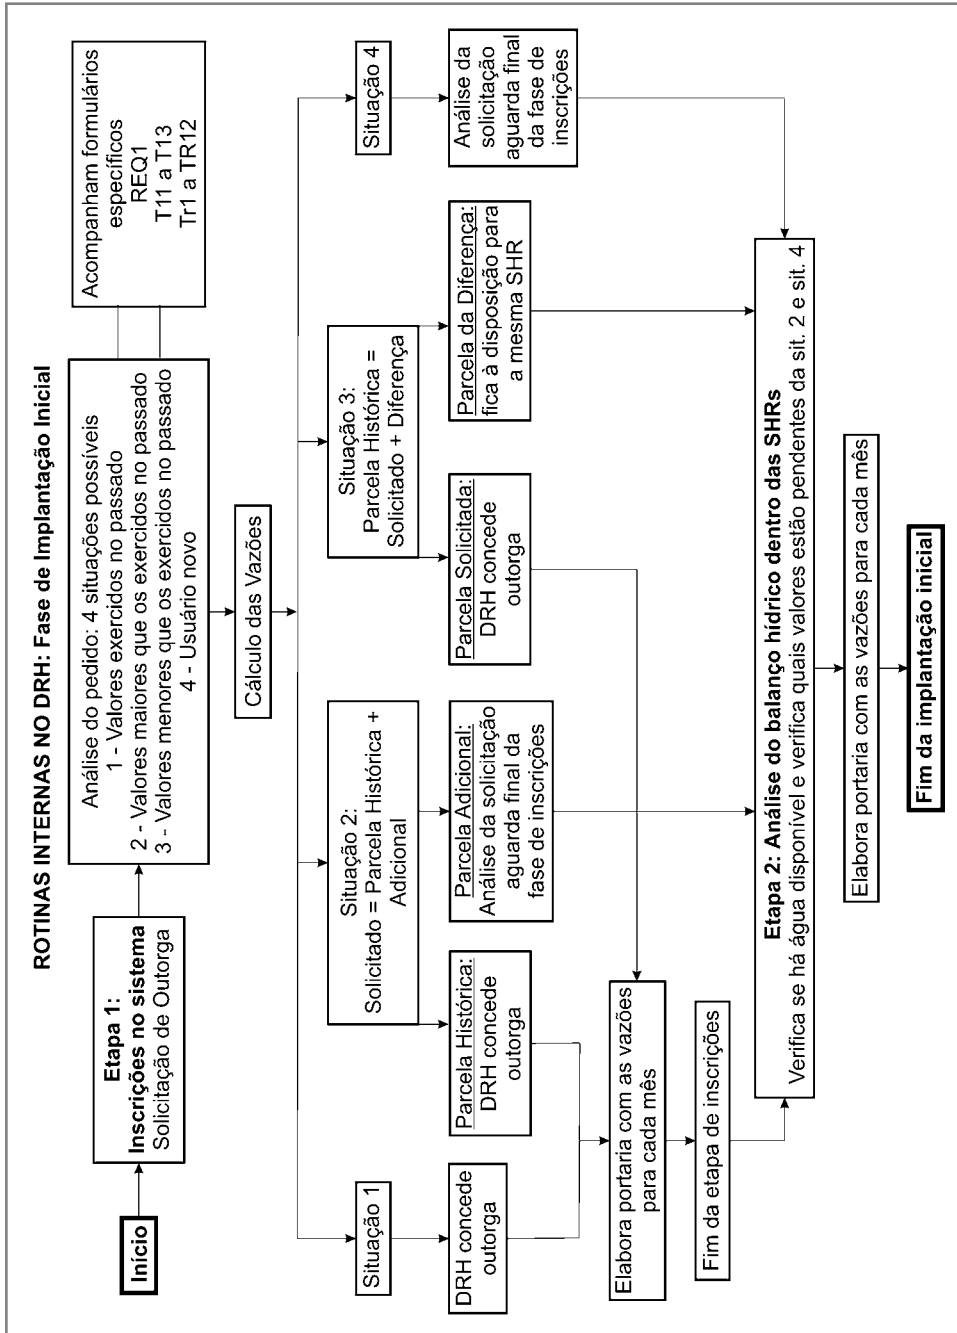 ROTINAS INTERNAS NO DRH: Fase de Implantação Inicial
Início
Etapa 1:
Inscrições no sistema
Solicitação de Outorga
Análise do pedido: 4 situações possíveis
1 - Valores exercidos no passado
2 - Valores maiores que os exercidos no passado
3 - Valores menores que os exercidos no passado
4 - Usuário novo
Acompanham formulários
específicos
REQ1
T11 a T13
Tr1 a TR12
Cálculo das Vazões
Situação 1
DRH concede
outorga
Situação 2:
Solicitado = Parcela Histórica +
Adicional
Parcela Histórica:
DRH concede
outorga
Parcela Adicional:
Análise da solicitação
aguarda final da
fase de inscrições
Situação 3:
Parcela Histórica =
Solicitado + Diferença
Parcela Solicitada:
DRH concede
outorga
Parcela da Diferença:
fica à disposição para
a mesma SHR
Situação 4
Análise da
solicitação
aguarda final
da fase de
inscrições
Elabora portaria com as vazões
para cada mês
Fim da etapa de inscrições
Etapa 2: Análise do balanço hídrico dentro das SHRs
Verifica se há água disponível e verifica quais valores estão pendentes da sit. 2 e sit. 4
Elabora portaria com as vazões para cada mês
Fim da implantação inicial